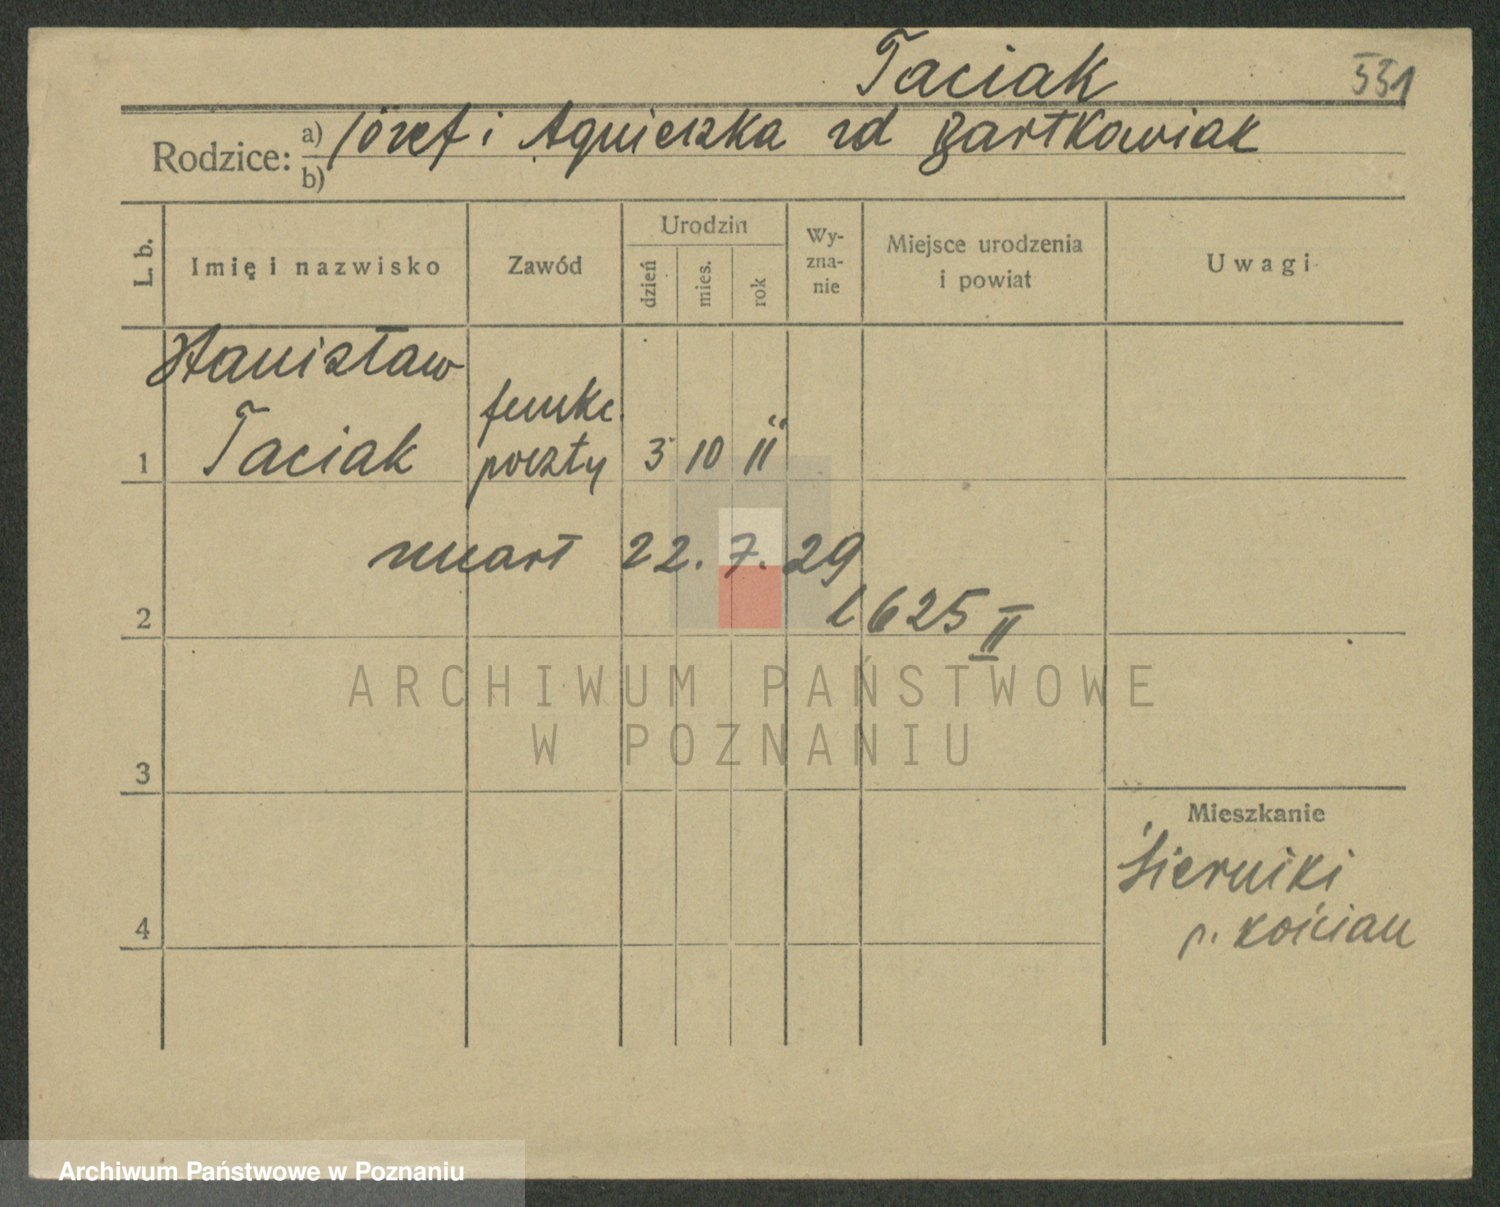 Taciak
531
Rodzice: a) Józef i Agnieszka zd Bartkowiak
b)
L. b.
Imię i nazwisko
Zawód
Urodzin
dzień
mies.
rok
Wy-
zna-
nie
Miejsce urodzenia
i powiat
Uwagi
Stanisław
Taciak
funkc.
poczty
1
3 10 11
zmarł 22. 7. 29
2
l 625 II
ARCHIWUM PAŃSTWOWE
W POZNANIU
3
Mieszkanie
Sierniki
p. Kościan
4
Archiwum Państwowe w Poznaniu